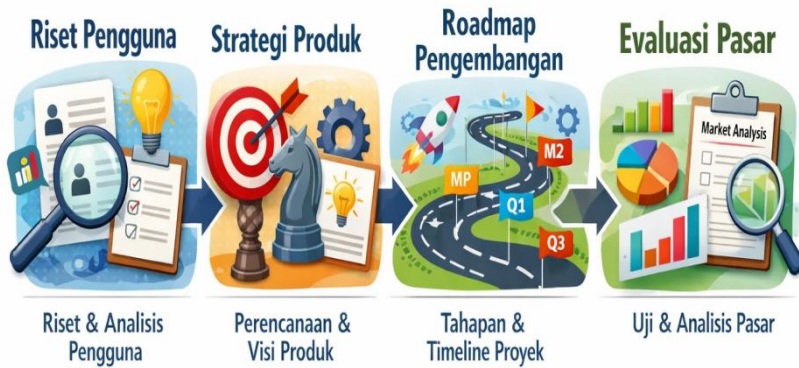 Riset Pengguna
Strategi Produk
Roadmap
Pengembangan
Evaluasi Pasar
M2
MP
Q1
Q3
Market Analysis
Riset & Analisis
Pengguna
Perencanaan &
Visi Produk
Tahapan &
Timeline Proyek
Uji & Analisis Pasar